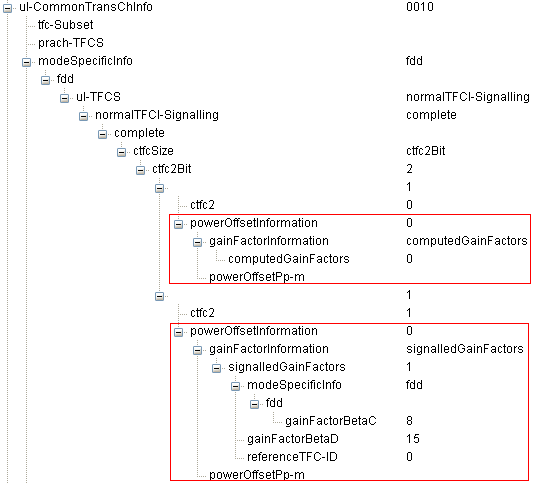 ul-CommonTransChInfo 0010
tfc-Subset
prach-TFCS
modeSpecificInfo fdd
fdd
ul-TFCS normalTFCI-Signalling
normalTFCI-Signalling complete
complete
ctfcSize ctfc2Bit
ctfc2Bit 2
1
ctfc2 0
powerOffsetInformation 0
gainFactorInformation computedGainFactors
computedGainFactors 0
powerOffsetPp-m
1
ctfc2 1
powerOffsetInformation 0
gainFactorInformation signalledGainFactors
signalledGainFactors 1
modeSpecificInfo fdd
fdd
gainFactorBetaC 8
gainFactorBetaD 15
referenceTFC-ID 0
powerOffsetPp-m